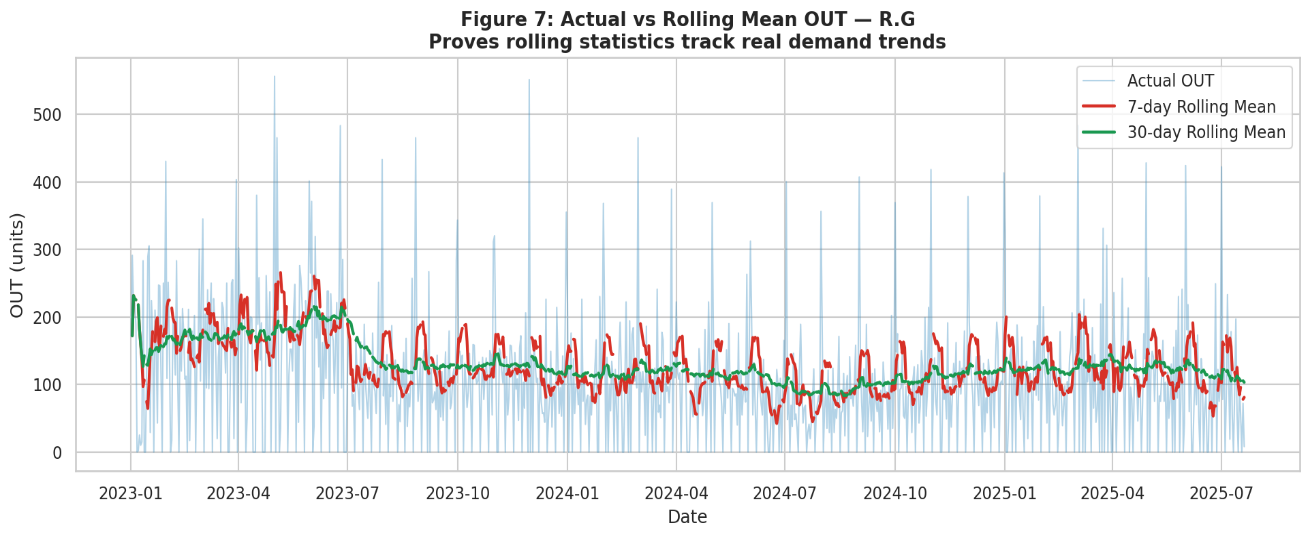 Figure 7: Actual vs Rolling Mean OUT — R.G
Proves rolling statistics track real demand trends
Actual OUT
7-day Rolling Mean
30-day Rolling Mean
OUT (units)
500
400
300
200
100
0
2023-01 2023-04 2023-07 2023-10 2024-01 2024-04 2024-07 2024-10 2025-01 2025-04 2025-07
Date